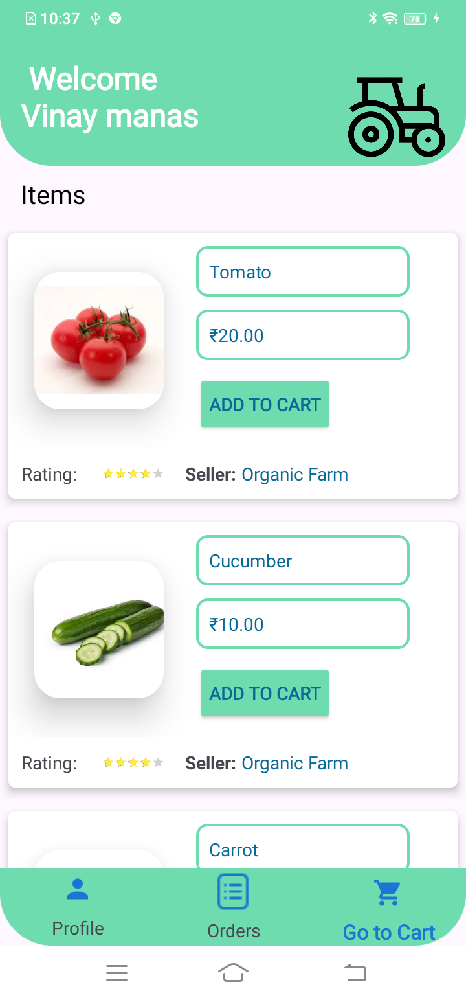 10:37
78
Welcome
Vinay manas
Items
Tomato
₹20.00
ADD TO CART
Rating:
Seller: Organic Farm
Cucumber
₹10.00
ADD TO CART
Rating:
Seller: Organic Farm
Carrot
Profile
Orders
Go to Cart